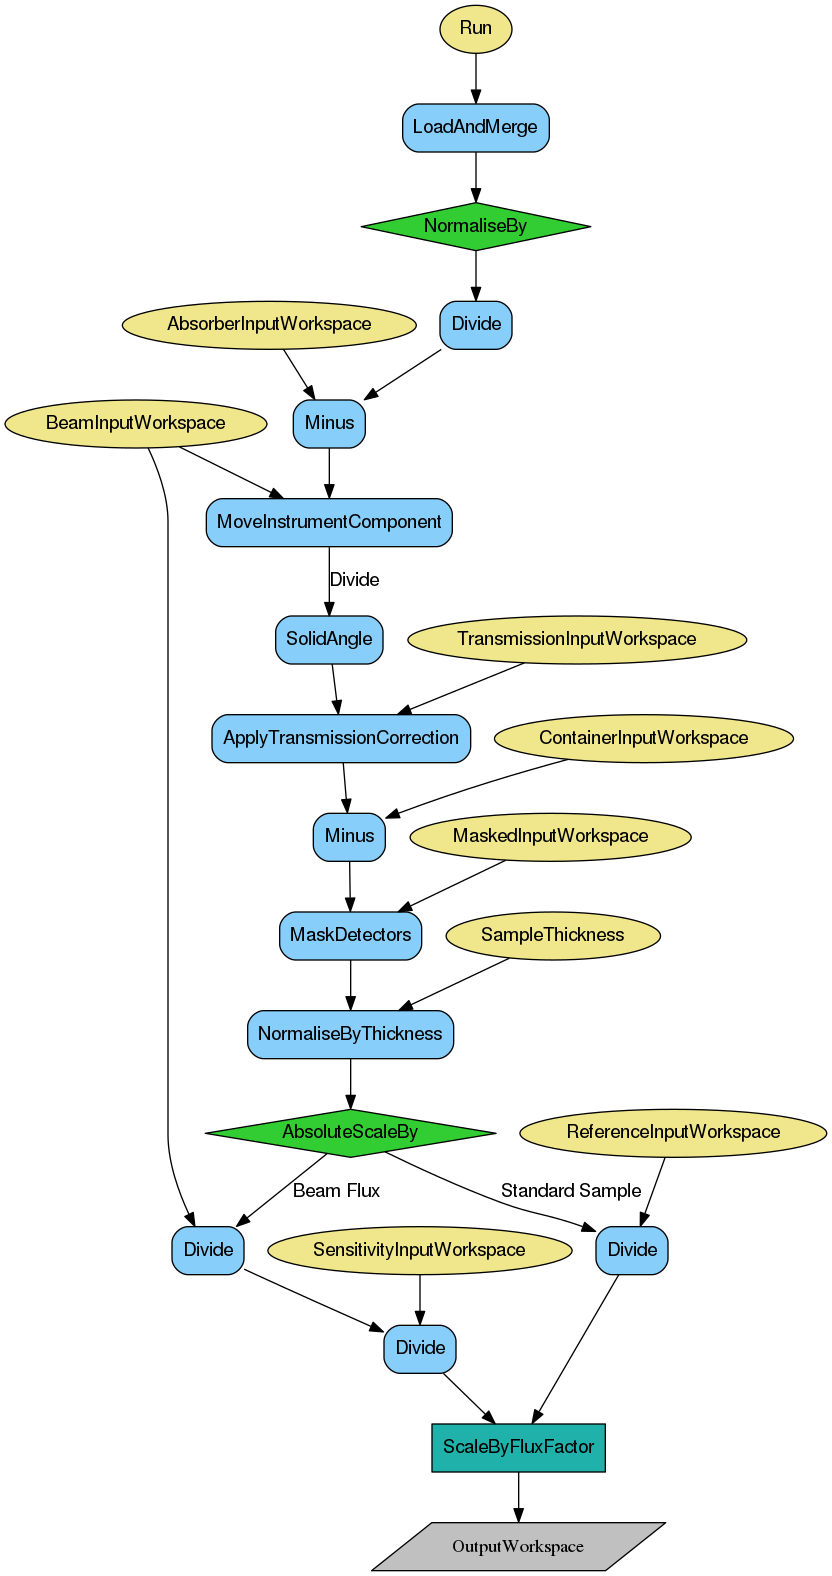 Run
LoadAndMerge
NormaliseBy
AbsorberInputWorkspace
Divide
BeamInputWorkspace
Minus
MoveInstrumentComponent
Divide
SolidAngle
TransmissionInputWorkspace
ApplyTransmissionCorrection
ContainerInputWorkspace
Minus
MaskedInputWorkspace
MaskDetectors
SampleThickness
NormaliseByThickness
AbsoluteScaleBy
ReferenceInputWorkspace
Beam Flux
Standard Sample
Divide
SensitivityInputWorkspace
Divide
Divide
ScaleByFluxFactor
OutputWorkspace